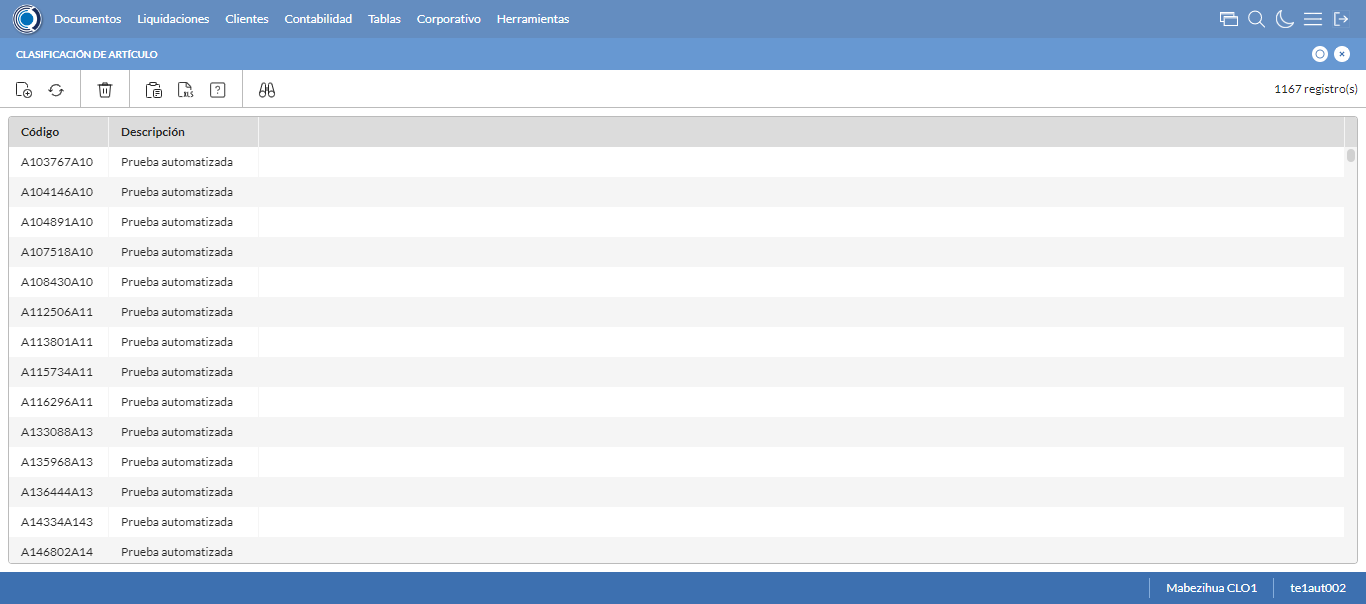 Documentos Liquidaciones Clientes Contabilidad Tablas Corporativo Herramientas
CLASIFICACIÓN DE ARTÍCULO
XLS ? 1167 registro(s)
Código Descripción
A103767A10 Prueba automatizada
A104146A10 Prueba automatizada
A104891A10 Prueba automatizada
A107518A10 Prueba automatizada
A108430A10 Prueba automatizada
A112506A11 Prueba automatizada
A113801A11 Prueba automatizada
A115734A11 Prueba automatizada
A116296A11 Prueba automatizada
A133088A13 Prueba automatizada
A135968A13 Prueba automatizada
A136444A13 Prueba automatizada
A14334A143 Prueba automatizada
A146802A14 Prueba automatizada
Mabezihua CLO1 te1aut002